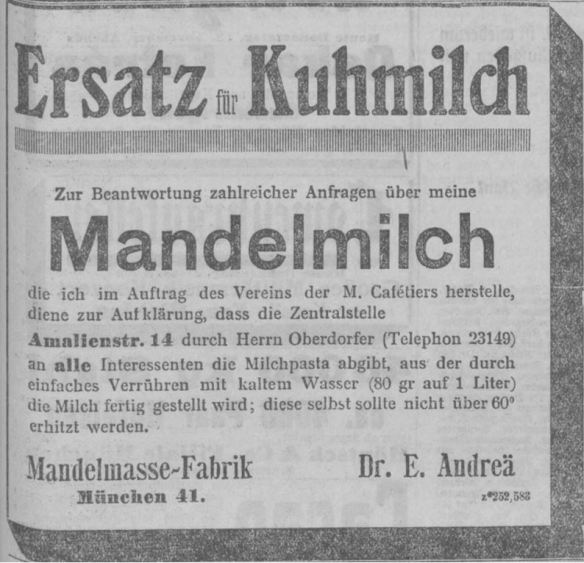 Ersatz für Kuhmilch
Zur Beantwortung zahlreicher Anfragen über meine
Mandelmilch
die ich im Auftrag des Vereins der M. Cafétiers herstelle,
diene zur Aufklärung, dass die Zentralstelle
Amalienstr. 14 durch Herrn Oberdorfer (Telephon 23149)
an alle Interessenten die Milchpasta abgibt, aus der durch
einfaches Verrühren mit kaltem Wasser (80 gr auf 1 Liter)
die Milch fertig gestellt wird; diese selbst sollte nicht über 60°
erhitzt werden.
Mandelmasse-Fabrik Dr. E. Andreä
München 41. z*252,583